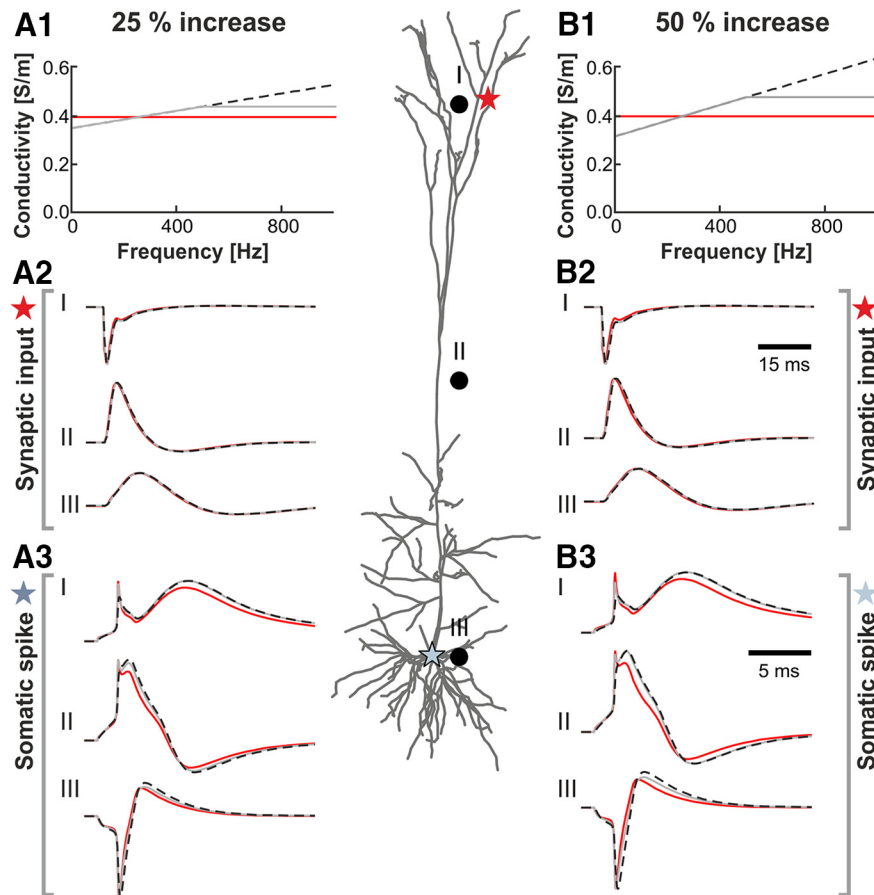 A1
25 % increase
B1
50 % increase
Conductivity [S/m]
0.6
0.4
0.2
0.0
0
400
800
Frequency [Hz]
Conductivity [S/m]
0.6
0.4
0.2
0.0
0
400
800
Frequency [Hz]
I
II
III
A2
Synaptic input
I
II
III
B2
Synaptic input
I
15 ms
II
III
A3
Somatic spike
I
II
III
B3
Somatic spike
I
5 ms
II
III